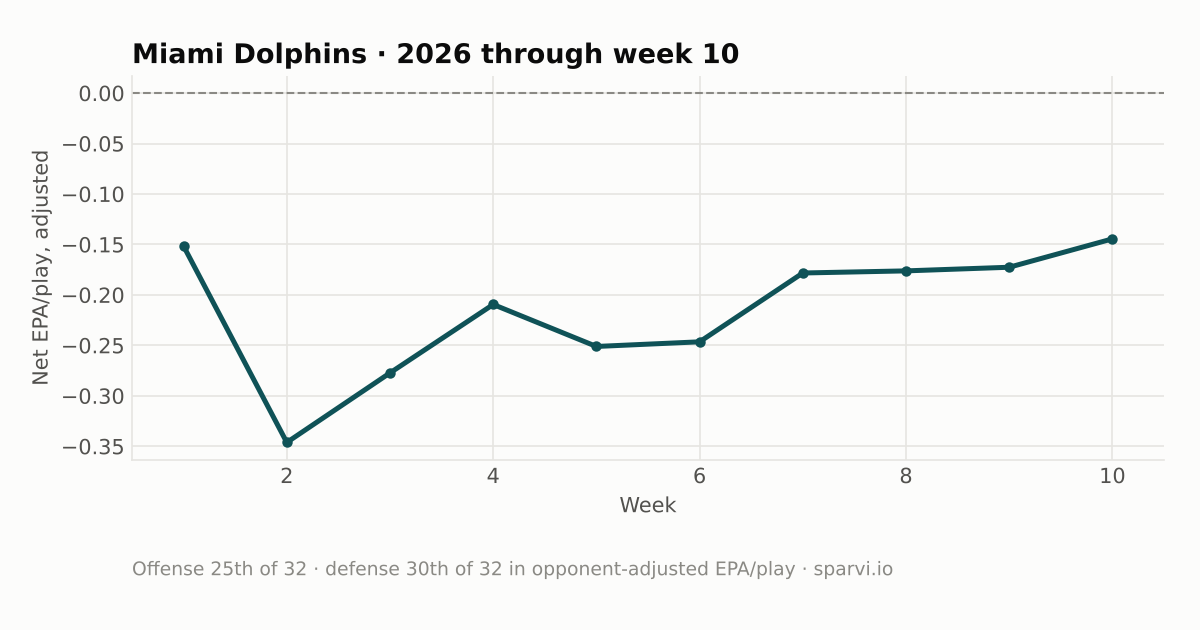 Miami Dolphins · 2026 through week 10
Net EPA/play, adjusted
0.00
−0.05
−0.10
−0.15
−0.20
−0.25
−0.30
−0.35
2 4 6 8 10
Week
Offense 25th of 32 · defense 30th of 32 in opponent-adjusted EPA/play · sparvi.io